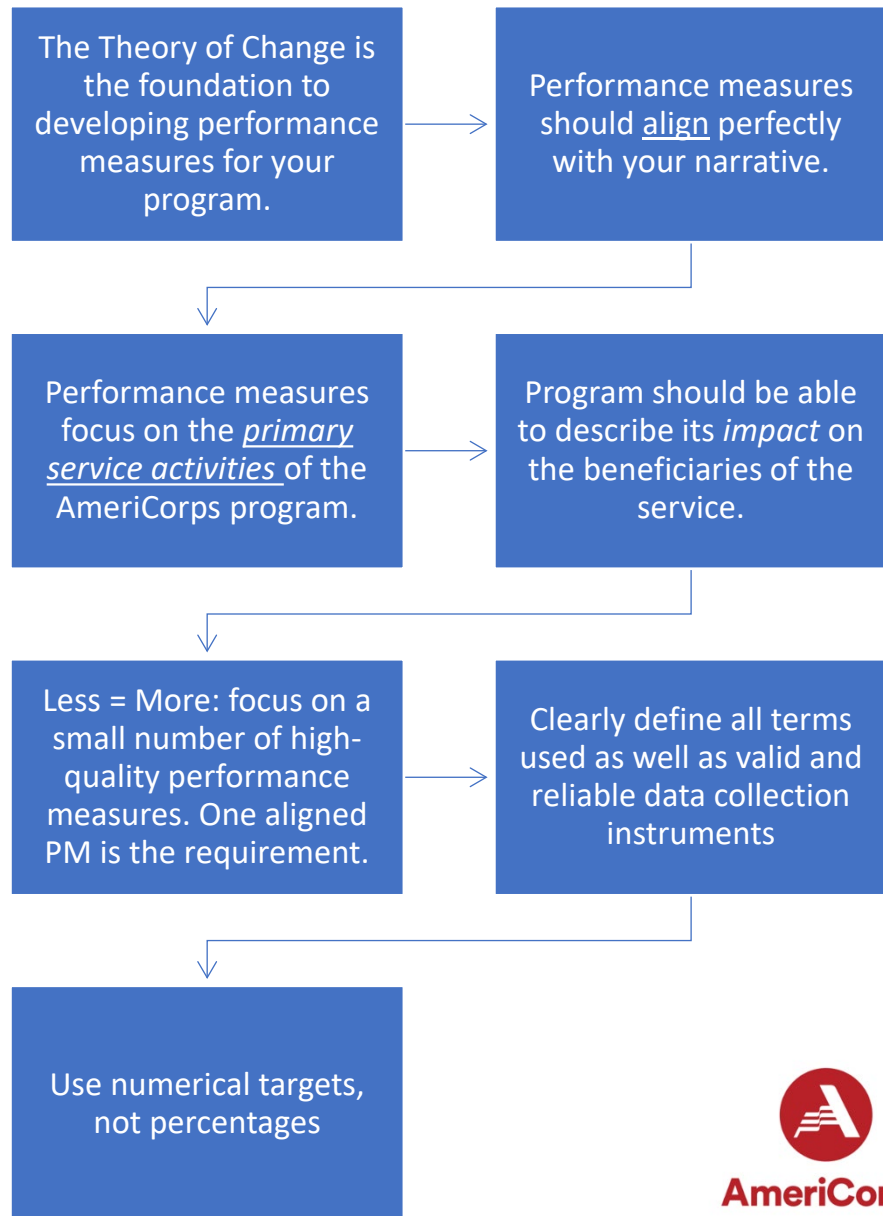 The Theory of Change is
the foundation to
developing performance
measures for your
program.
Performance measures
should align perfectly
with your narrative.
Performance measures
focus on the primary
service activities of the
AmeriCorps program.
Program should be able
to describe its impact on
the beneficiaries of the
service.
Less = More: focus on a
small number of high-
quality performance
measures. One aligned
PM is the requirement.
Clearly define all terms
used as well as valid and
reliable data collection
instruments
Use numerical targets,
not percentages